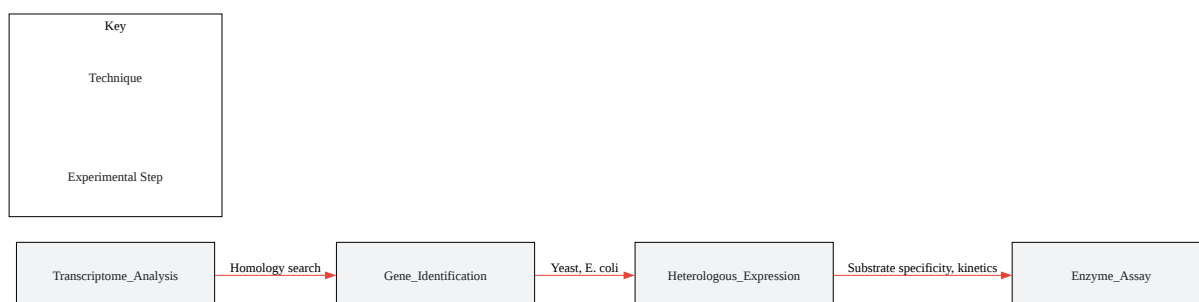 Key
Technique
Experimental Step
Transcriptome_Analysis
Homology search
Gene_Identification
Yeast, E. coli
Heterologous_Expression
Substrate specificity, kinetics
Enzyme_Assay